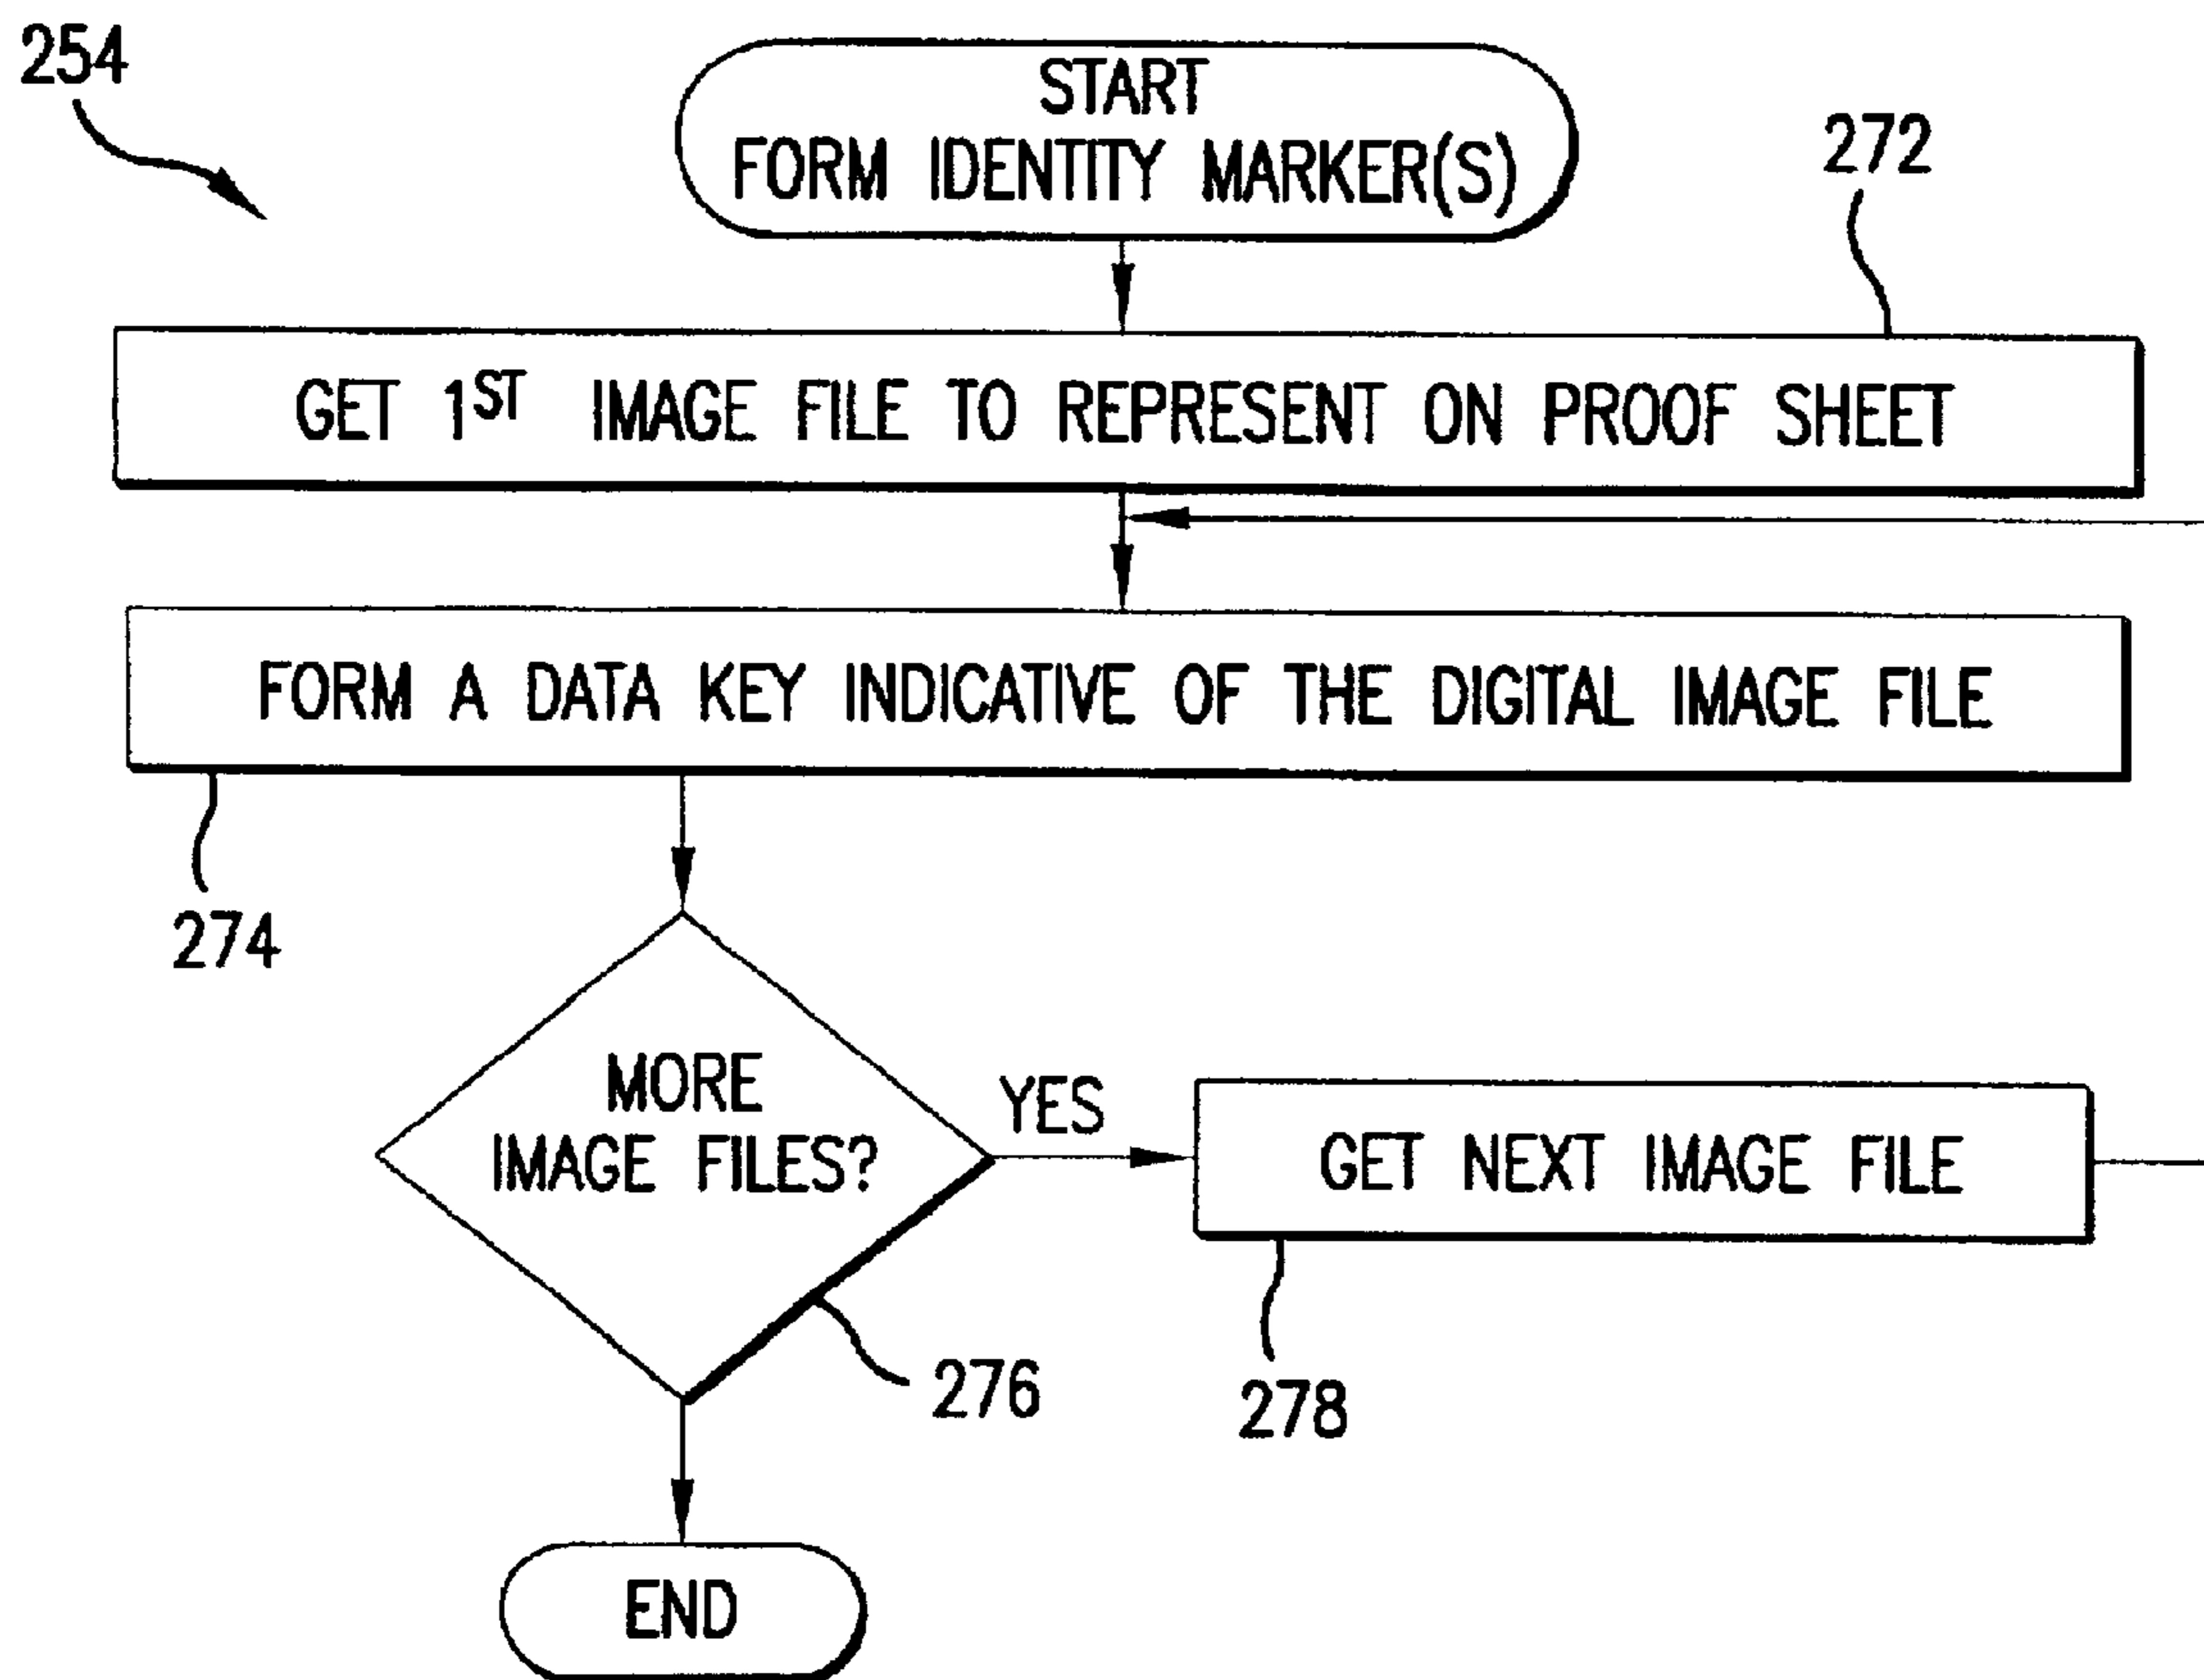 254
START
FORM IDENTITY MARKER(S)
272
GET 1ST IMAGE FILE TO REPRESENT ON PROOF SHEET
FORM A DATA KEY INDICATIVE OF THE DIGITAL IMAGE FILE
274
MORE
IMAGE FILES?
YES
GET NEXT IMAGE FILE
276
278
END